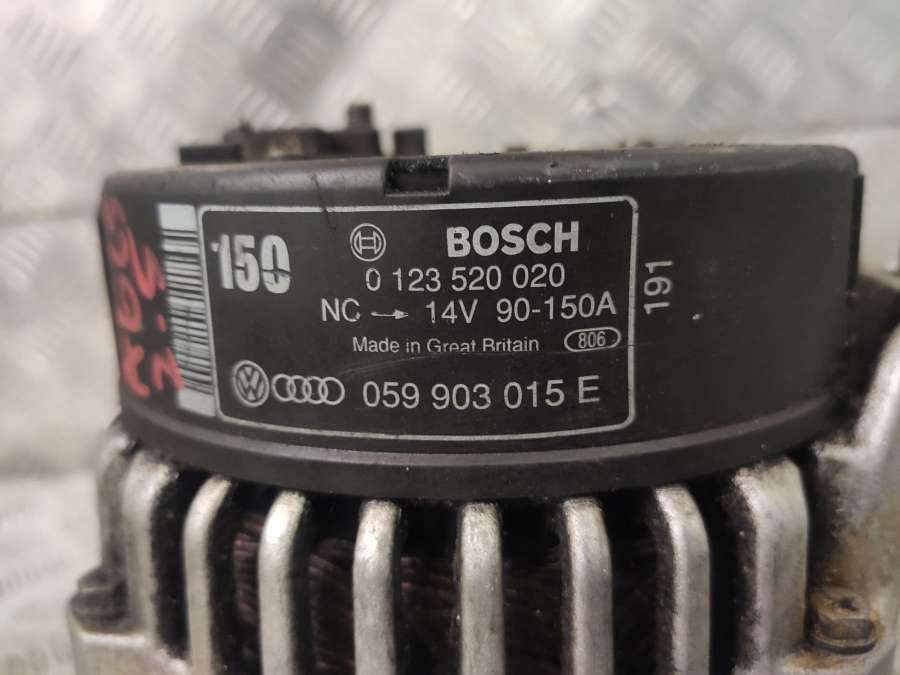 150 BOSCH
0 123 520 020
NC → 14V 90-150A
Made in Great Britain 806
059 903 015 E
191